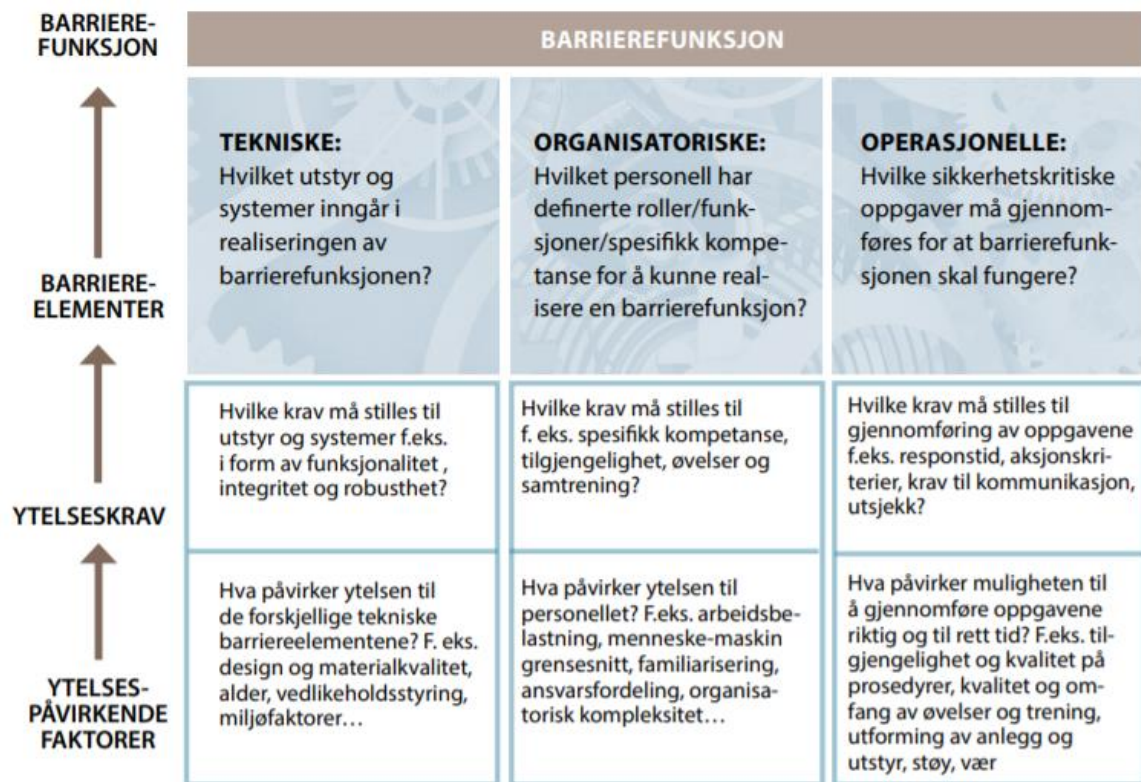 BARRIERE-
FUNKSJON
BARRIEREFUNKSJON
TEKNISKE:
Hvilket utstyr og
systemer inngår i
realiseringen av
barrierefunksjonen?
ORGANISATORISKE:
Hvilket personell har
definerte roller/funk-
sjoner/spesifikk kompe-
tanse for å kunne real-
isere en barrierefunksjon?
OPERASJONELLE:
Hvilke sikkerhetskritiske
oppgaver må gjennom-
føres for at barrierefunk-
sjonen skal fungere?
BARRIERE-
ELEMENTER
Hvilke krav må stilles til
utstyr og systemer f.eks.
i form av funksjonalitet ,
integritet og robusthet?
Hvilke krav må stilles til
f. eks. spesifikk kompetanse,
tilgjengelighet, øvelser og
samtrening?
Hvilke krav må stilles til
gjennomføring av oppgavene
f.eks. responstid, aksjonskri-
terier, krav til kommunikasjon,
utsjekk?
YTELSESKRAV
Hva påvirker ytelsen til
de forskjellige tekniske
barriereelementene? F. eks.
design og materialkvalitet,
alder, vedlikeholdsstyring,
miljøfaktorer…
Hva påvirker ytelsen til
personellet? F.eks. arbeidsbe-
lastning, menneske-maskin
grensesnitt, familiarisering,
ansvarsfordeling, organisa-
torisk kompleksitet…
Hva påvirker muligheten til
å gjennomføre oppgavene
riktig og til rett tid? F.eks. til-
gjengelighet og kvalitet på
prosedyrer, kvalitet og om-
fang av øvelser og trening,
utforming av anlegg og
utstyr, støy, vær
YTELSES-
PÅVIRKENDE
FAKTORER